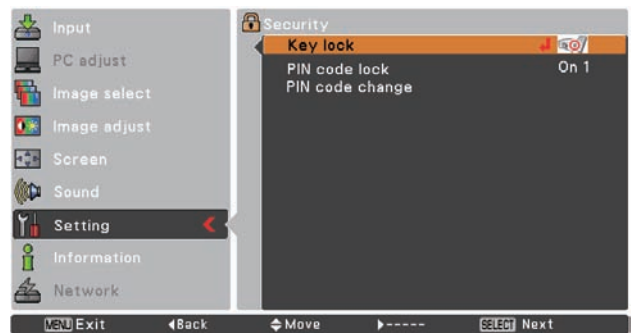 Input
PC adjust
Image select
Image adjust
Screen
Sound
Setting
Information
Network
Security
Key lock
PIN code lock On 1
PIN code change
MENU Exit Back Move ----- SELECT Next